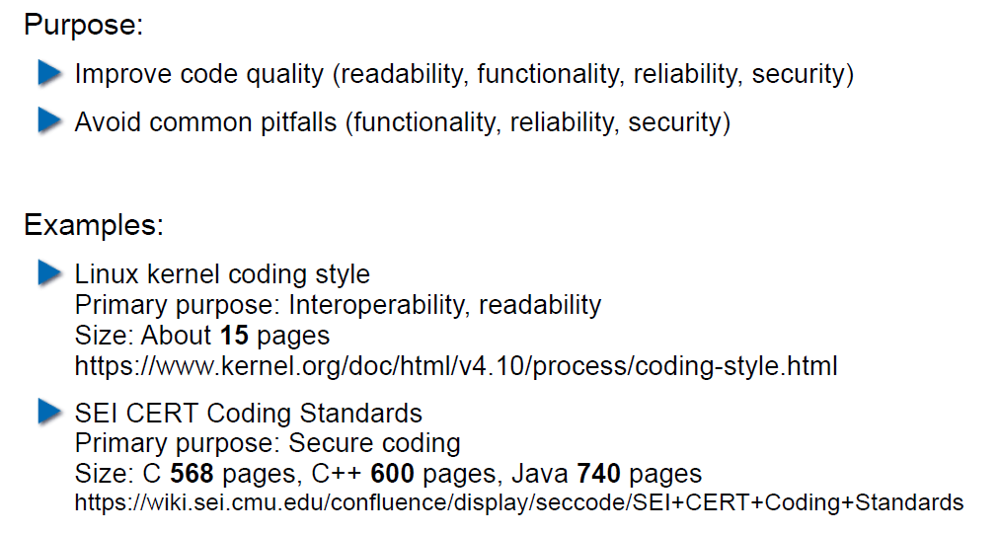 Purpose:
Improve code quality (readability, functionality, reliability, security)
Avoid common pitfalls (functionality, reliability, security)
Examples:
Linux kernel coding style
Primary purpose: Interoperability, readability
Size: About 15 pages
https://www.kernel.org/doc/html/v4.10/process/coding-style.html
SEI CERT Coding Standards
Primary purpose: Secure coding
Size: C 568 pages, C++ 600 pages, Java 740 pages
https://wiki.sei.cmu.edu/confluence/display/seccode/SEI+CERT+Coding+Standards